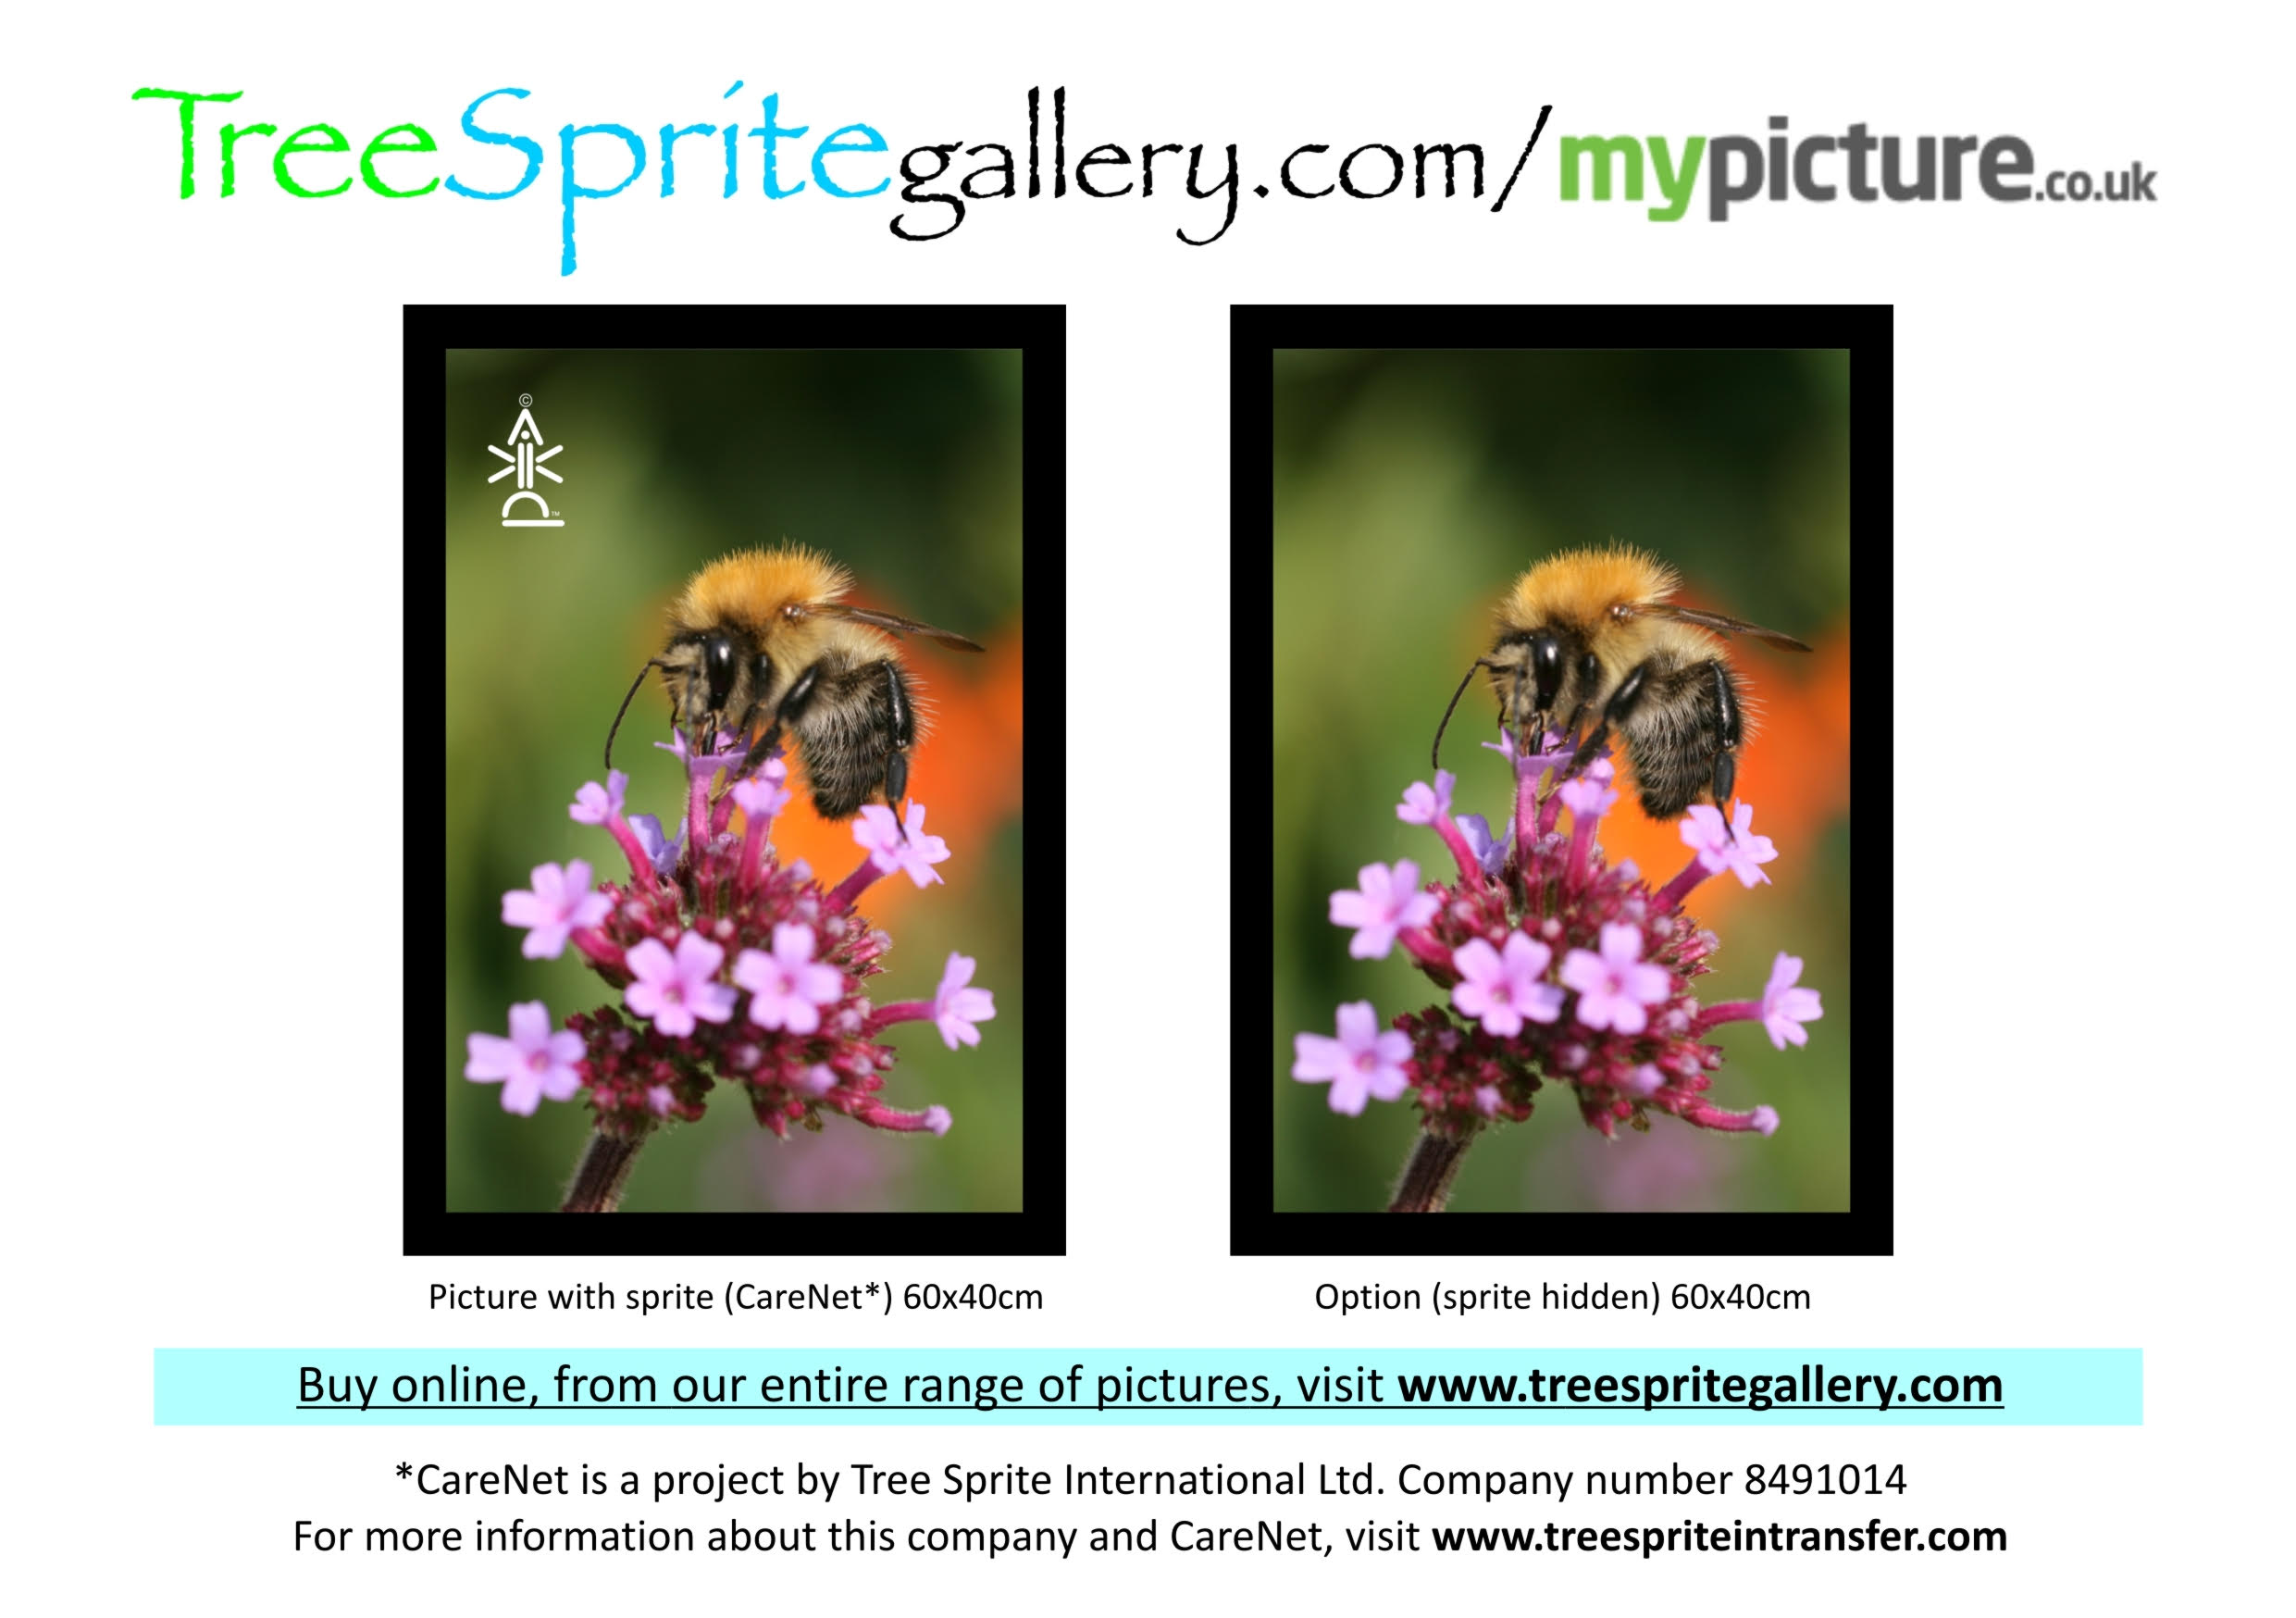 TreeSpritegallery.com/mypicture.co.uk
©
™
Picture with sprite (CareNet*) 60x40cm
Option (sprite hidden) 60x40cm
Buy online, from our entire range of pictures, visit www.treespritegallery.com
*CareNet is a project by Tree Sprite International Ltd. Company number 8491014
For more information about this company and CareNet, visit www.treespriteintransfer.com